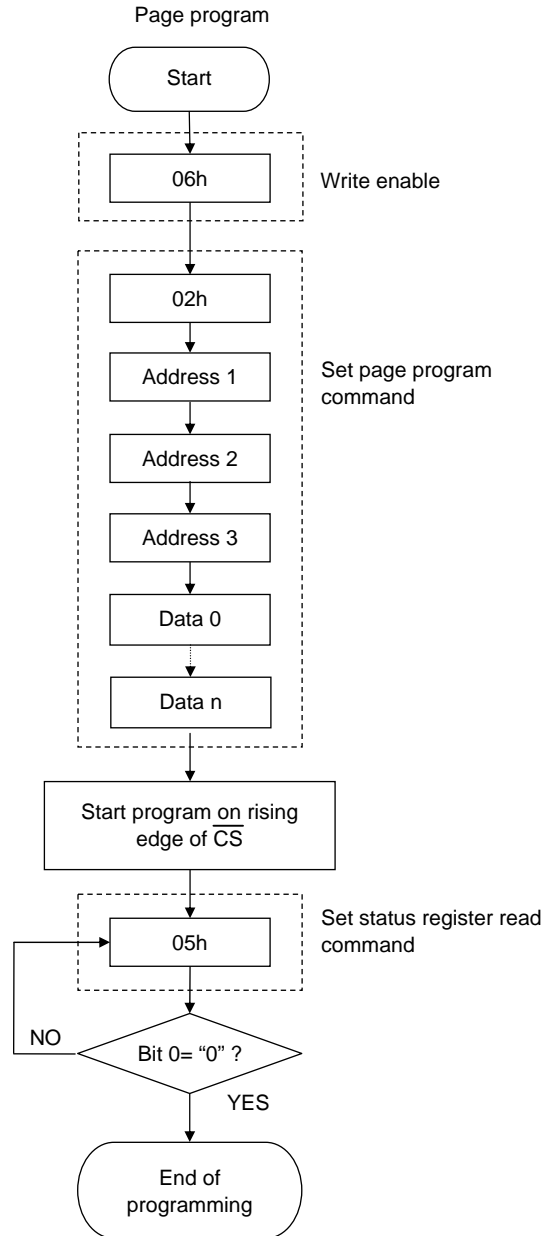 Page program
Start
06h
Write enable
02h
Address 1
Set page program
command
Address 2
Address 3
Data 0
Data n
Start program on rising
edge of C̅S̅
Set status register read
command
05h
NO
Bit 0= “0” ?
YES
End of
programming